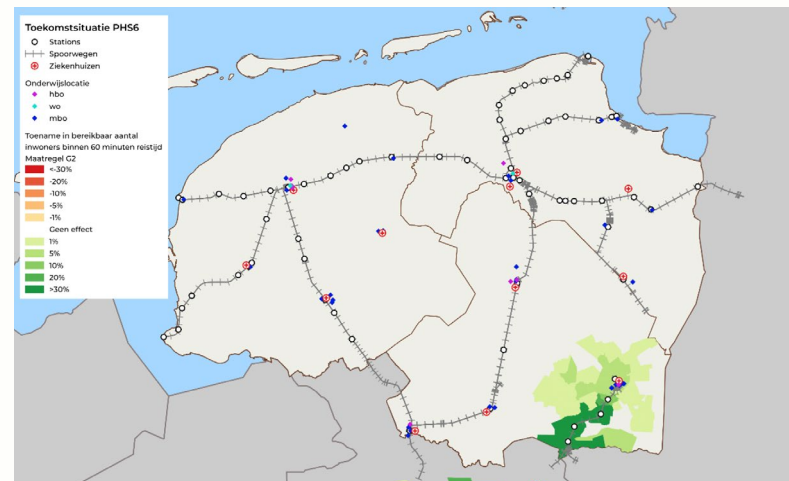 Toekomstsituatie PHS6
Stations
Spoorwegen
Ziekenhuizen
Onderwijslocatie
hbo
wo
mbo
Toename in bereikbaar aantal
inwoners binnen 60 minuten reistijd
Maatregel G2
<-30%
-20%
-10%
-5%
-1%
Geen effect
1%
5%
10%
20%
>30%